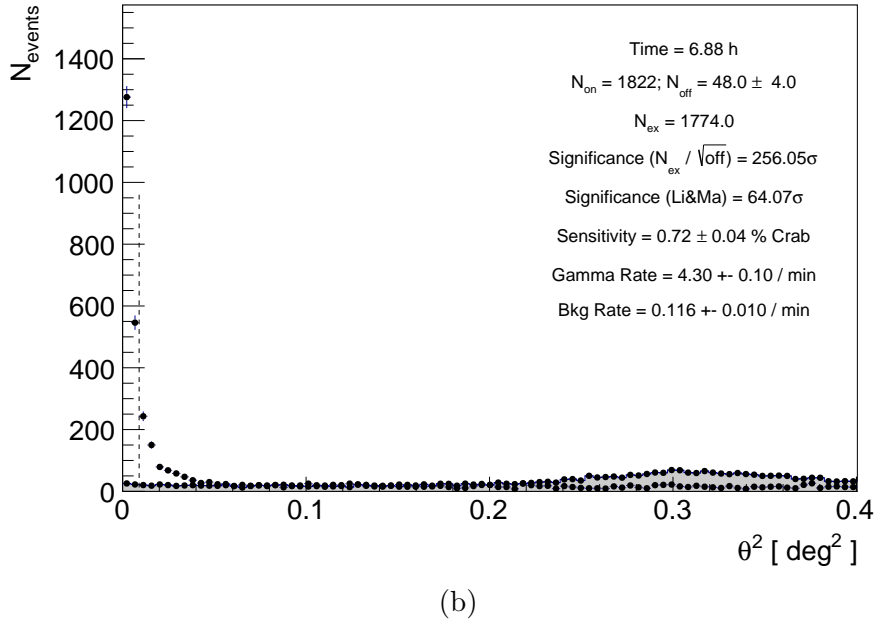 N_events
1400
1200
1000
800
600
400
200
0
Time = 6.88 h
N_on = 1822; N_off = 48.0 ± 4.0
N_ex = 1774.0
Significance (N_ex / √off) = 256.05σ
Significance (Li&Ma) = 64.07σ
Sensitivity = 0.72 ± 0.04 % Crab
Gamma Rate = 4.30 +- 0.10 / min
Bkg Rate = 0.116 +- 0.010 / min
0 0.1 0.2 0.3 0.4
θ² [ deg² ]
(b)